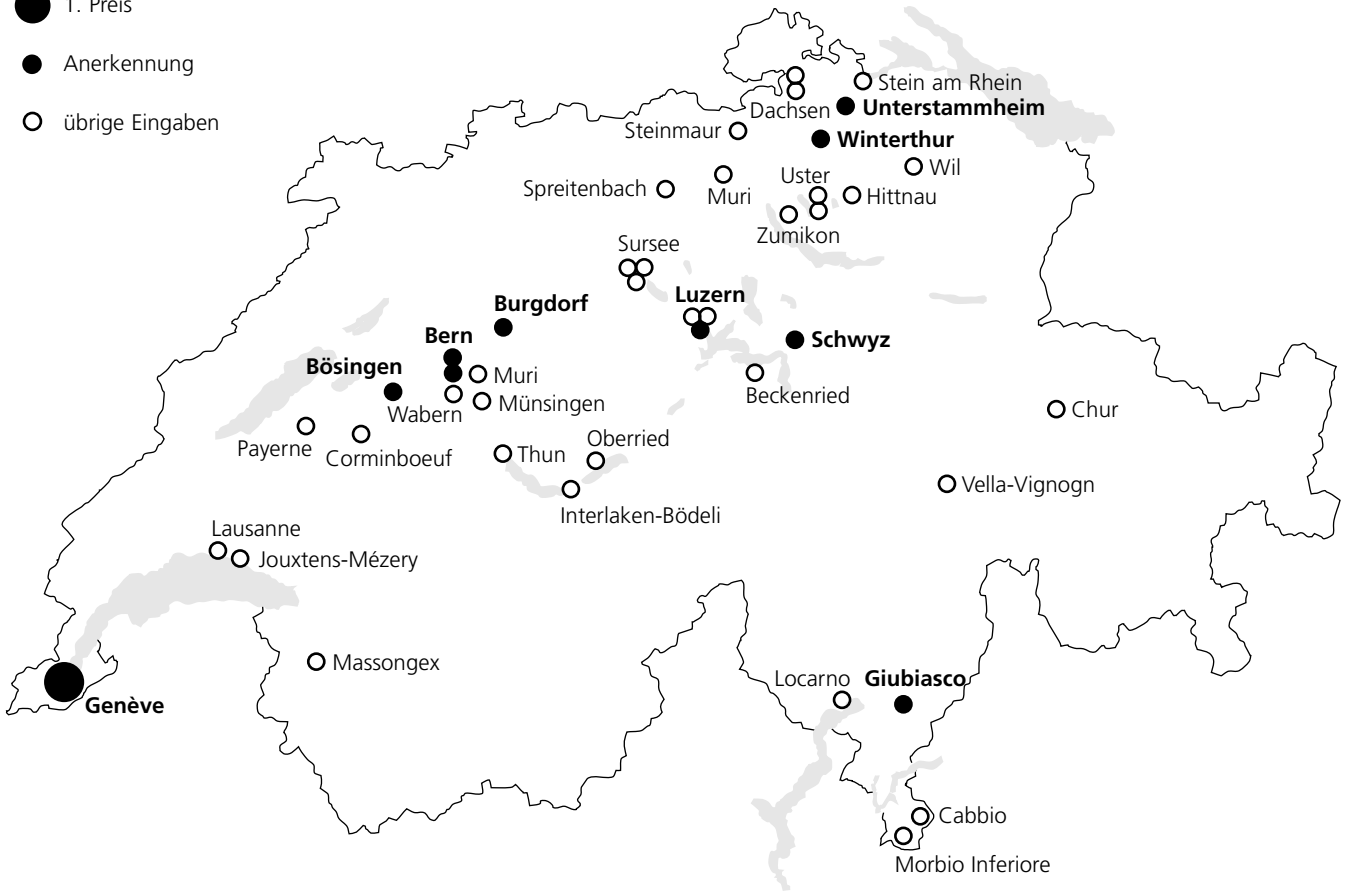 1. Preis
Anerkennung
übrige Eingaben
Stein am Rhein
Dachsen
Unterstammheim
Steinmaur
Winterthur
Wil
Uster
Spreitenbach
Muri
Hittnau
Zumikon
Sursee
Luzern
Burgdorf
Bern
Schwyz
Bösingen
Muri
Beckenried
Münsingen
Wabern
Chur
Payerne
Corminboeuf
Oberried
Thun
Vella-Vignogn
Interlaken-Bödeli
Lausanne
Jouxtens-Mézery
Massongex
Locarno
Giubiasco
Genève
Cabbio
Morbio Inferiore